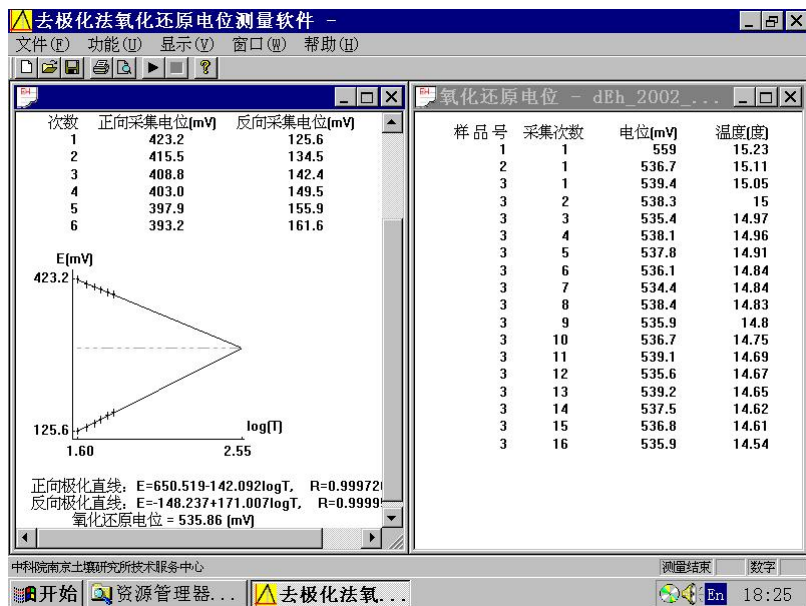 去极化法氧化还原电位测量软件 -
文件(F) 功能(U) 显示(V) 窗口(W) 帮助(H)
次数 正向采集电位(mV) 反向采集电位(mV)
1 423.2 125.6
2 415.5 134.5
3 408.8 142.4
4 403.0 149.5
5 397.9 155.9
6 393.2 161.6
E(mV)
423.2
125.6
log(T)
1.60 2.55
正向极化直线: E=650.519-142.092logT, R=0.99972
反向极化直线: E=-148.237+171.007logT, R=0.9999
氧化还原电位 = 535.86 (mV)
氧化还原电位 - dEh_2002_...
样品号 采集次数 电位(mV) 温度(度)
1 1 559 15.23
2 1 536.7 15.11
3 1 539.4 15.05
3 2 538.3 15
3 3 535.4 14.97
3 4 538.1 14.96
3 5 537.8 14.91
3 6 536.1 14.84
3 7 534.4 14.84
3 8 538.4 14.83
3 9 535.9 14.8
3 10 536.7 14.75
3 11 539.1 14.69
3 12 535.6 14.67
3 13 539.2 14.65
3 14 537.5 14.62
3 15 536.8 14.61
3 16 535.9 14.54
中科院南京土壤研究所技术服务中心 测量结束 数字
开始 资源管理器... 去极化法氧... En 18:25